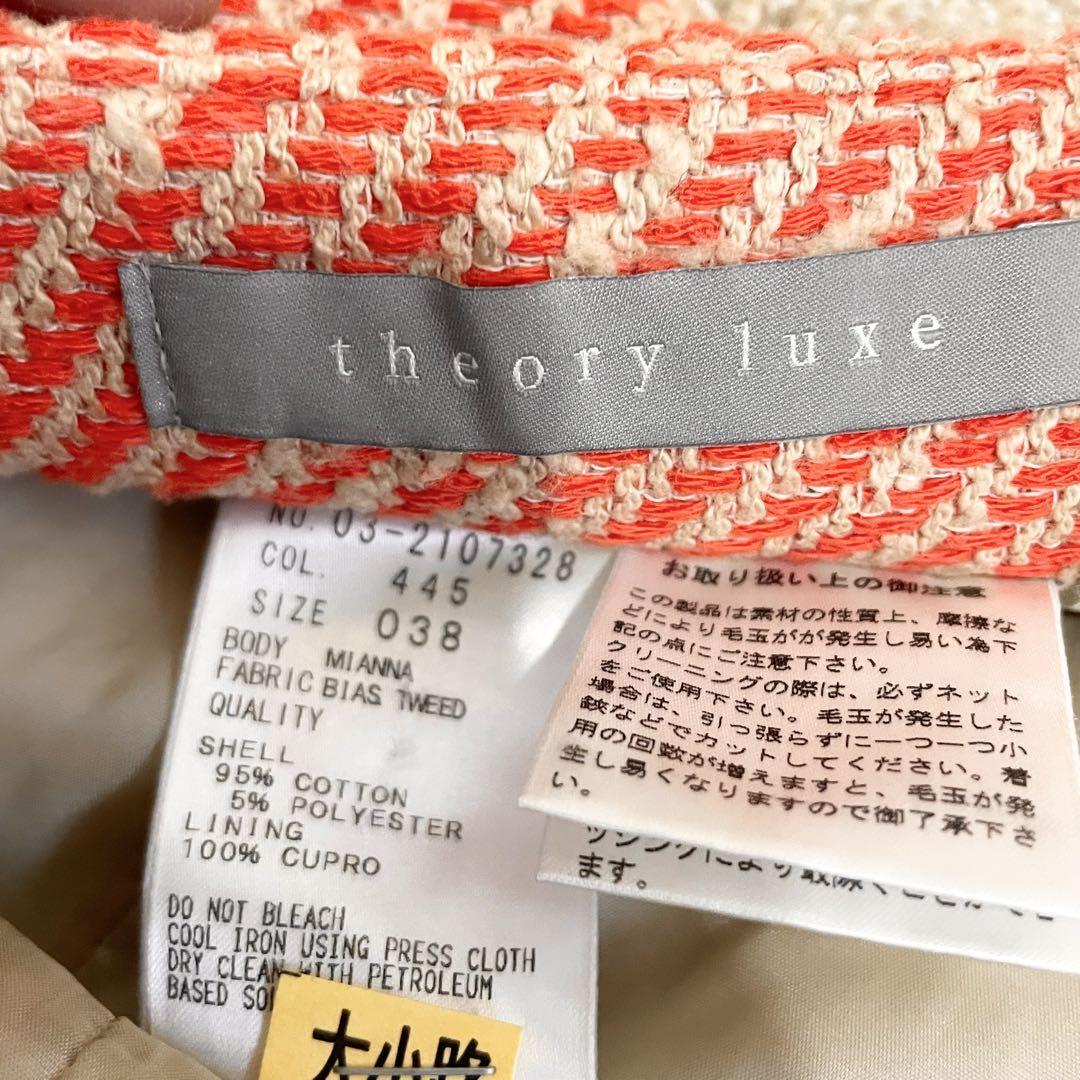 theory luxe
NO. 03-2107328
COL. 445
SIZE 038
BODY MIANNA
FABRIC BIAS TWEED
QUALITY
SHELL
95% COTTON
5% POLYESTER
LINING
100% CUPRO
DO NOT BLEACH
COOL IRON USING PRESS CLOTH
DRY CLEAN WITH PETROLEUM
BASED
お取り扱い上の御注意
この製品は素材の性質上、摩擦な
どにより毛玉がが発生し易い為下
記の点にご注意下さい。
クリーニングの際は、必ずネット
をご使用下さい。毛玉が発生した
場合は、引っ張らずに一つ一つ小
鋏などでカットしてください。着
用の回数が増えますと、毛玉が発
生し易くなりますので御了承下さ
い。
ます。
大小路